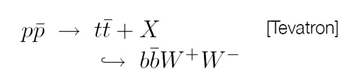 pp̄ → tt̄ + X [Tevatron]
↪ bb̄W⁺W⁻